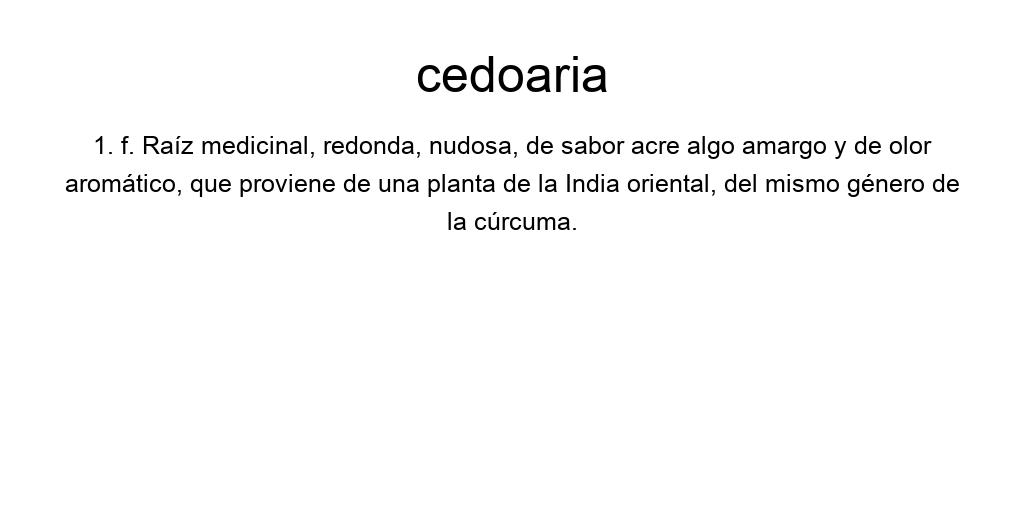 cedoaria
1. f. Raíz medicinal, redonda, nudosa, de sabor acre algo amargo y de olor
aromático, que proviene de una planta de la India oriental, del mismo género de
la cúrcuma.